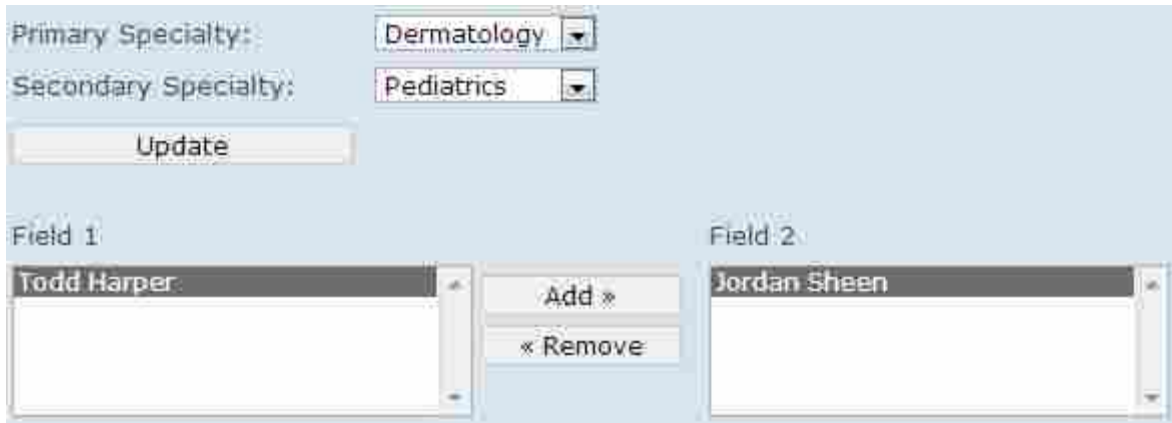 Primary Specialty: Dermatology
Secondary Specialty: Pediatrics
Update
Field 1 Field 2
Todd Harper Add » Jordan Sheen
« Remove